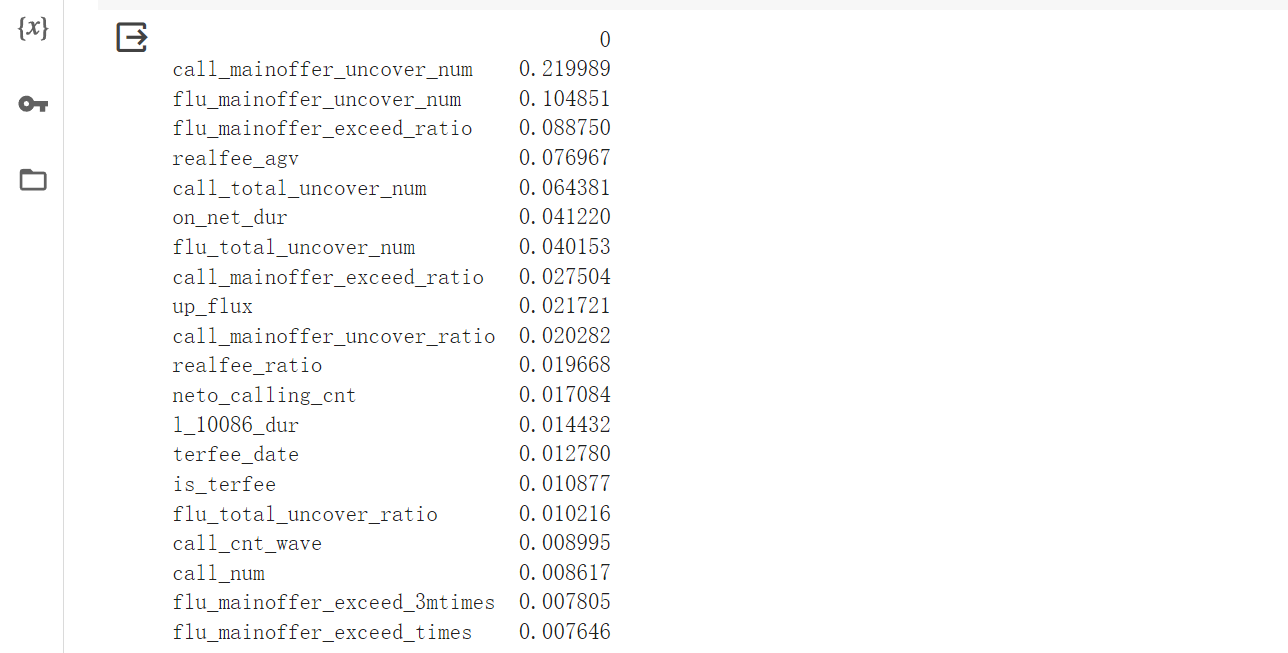 {x}
0
call_mainoffer_uncover_num 0.219989
flu_mainoffer_uncover_num 0.104851
flu_mainoffer_exceed_ratio 0.088750
realfee_agv 0.076967
call_total_uncover_num 0.064381
on_net_dur 0.041220
flu_total_uncover_num 0.040153
call_mainoffer_exceed_ratio 0.027504
up_flux 0.021721
call_mainoffer_uncover_ratio 0.020282
realfee_ratio 0.019668
neto_calling_cnt 0.017084
l_10086_dur 0.014432
terfee_date 0.012780
is_terfee 0.010877
flu_total_uncover_ratio 0.010216
call_cnt_wave 0.008995
call_num 0.008617
flu_mainoffer_exceed_3mtimes 0.007805
flu_mainoffer_exceed_times 0.007646